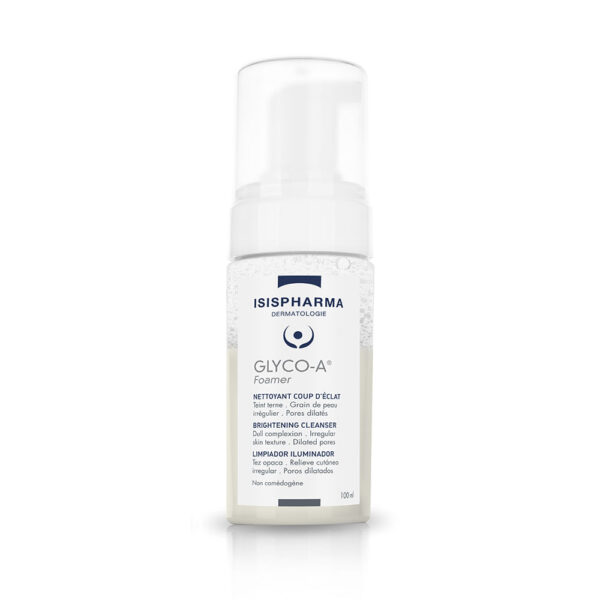 ISISPHARMA
DERMATOLOGIE
GLYCO-A®
Foamer
NETTOYANT COUP D'ÉCLAT
Teint terne . Grain de peau
irrégulier . Pores dilatés
BRIGHTENING CLEANSER
Dull complexion . Irregular
skin texture . Dilated pores
LIMPIADOR ILUMINADOR
Tez opaca . Relieve cutáneo
irregular . Poros dilatados
Non comédogène
100 ml